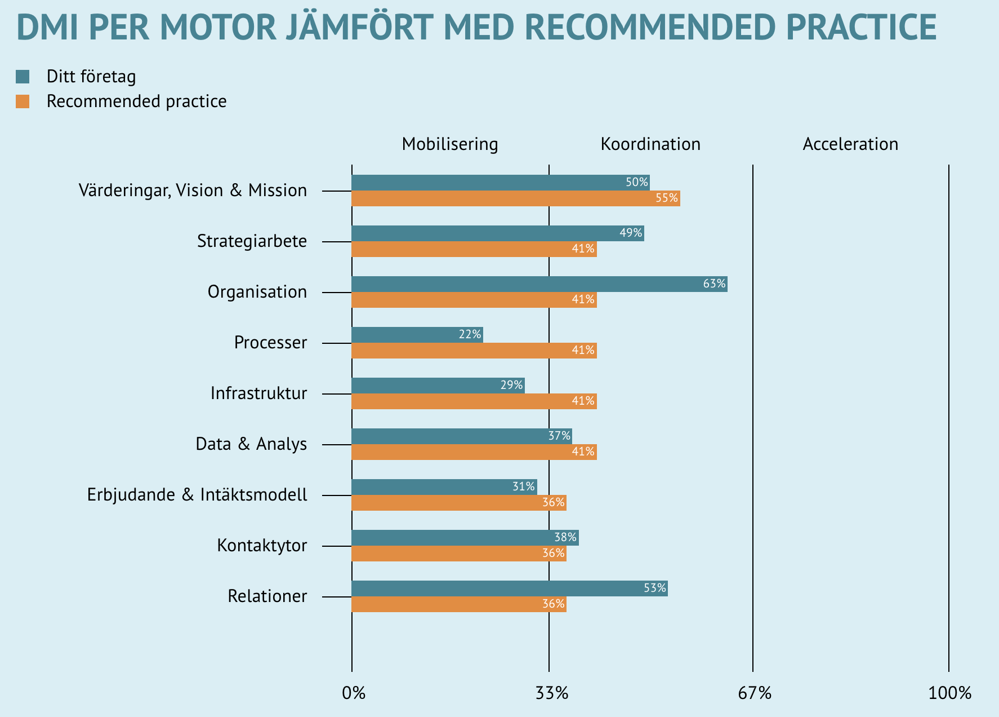 DMI PER MOTOR JÄMFÖRT MED RECOMMENDED PRACTICE
Ditt företag
Recommended practice
Mobilisering Koordination Acceleration
Värderingar, Vision & Mission 50%
55%
Strategiarbete 49%
41%
Organisation 63%
41%
Processer 22%
41%
Infrastruktur 29%
41%
Data & Analys 37%
41%
Erbjudande & Intäktsmodell 31%
36%
Kontaktytor 38%
36%
Relationer 53%
36%
0% 33% 67% 100%